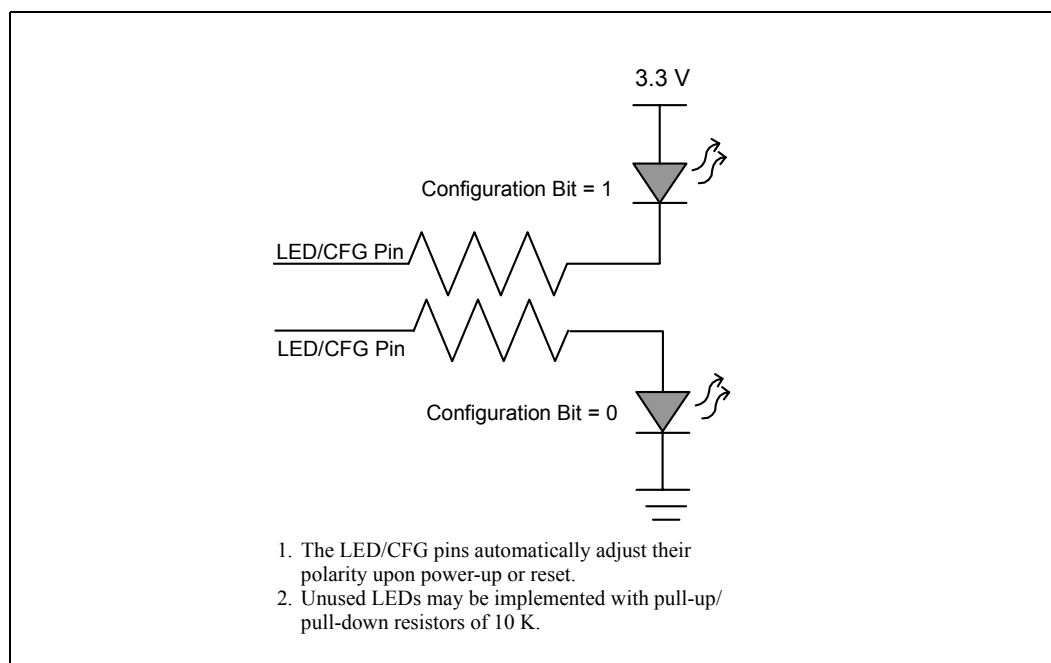 3.3 V
Configuration Bit = 1
LED/CFG Pin
LED/CFG Pin
Configuration Bit = 0
1. The LED/CFG pins automatically adjust their
polarity upon power-up or reset.
2. Unused LEDs may be implemented with pull-up/
pull-down resistors of 10 K.